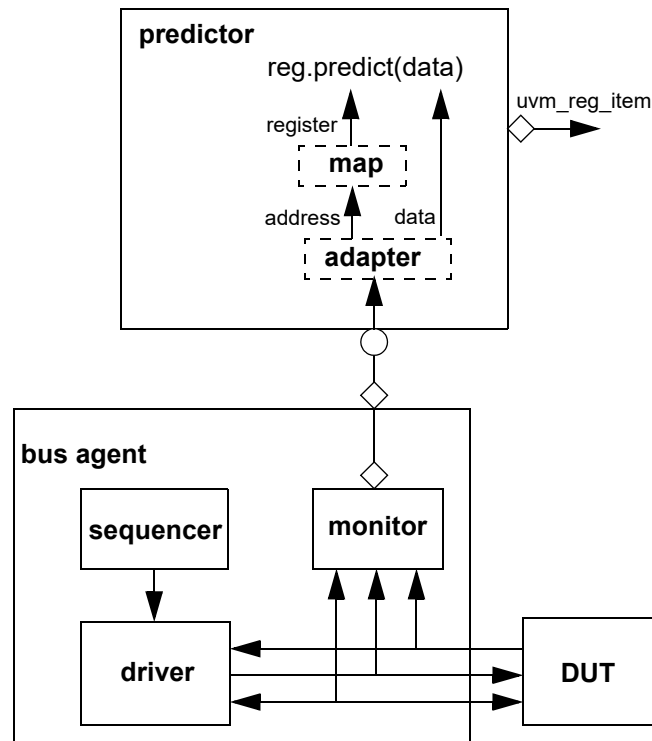 predictor
reg.predict(data)
uvm_reg_item
register
map
address
data
adapter
bus agent
sequencer
monitor
driver
DUT